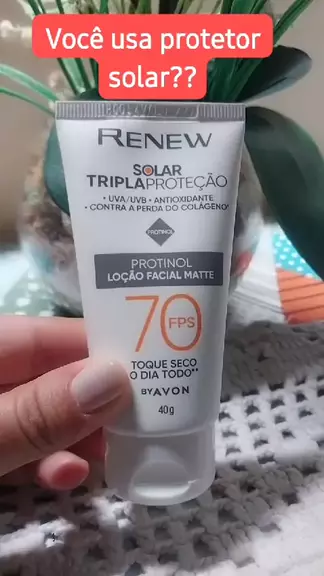 Você usa protetor
solar??
RENEW
SOLAR
TRIPLAPROTEÇÃO
• UVA/UVB • ANTIOXIDANTE
• CONTRA A PERDA DO COLÁGENO*
PROTINOL
PROTINOL
LOÇÃO FACIAL MATTE
70
FPS
TOQUE SECO
O DIA TODO**
BY AVON
40g